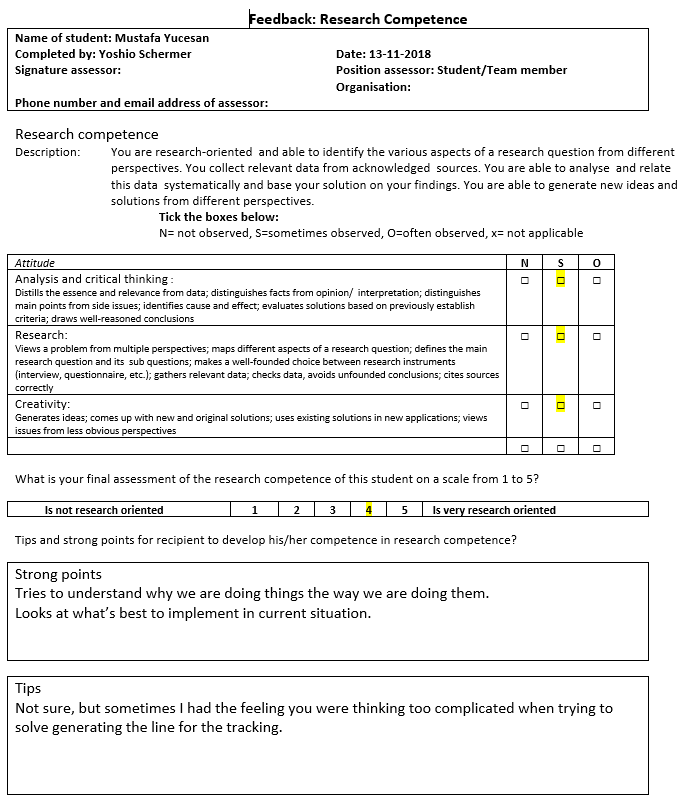 Feedback: Research Competence
Name of student: Mustafa Yucesan
Completed by: Yoshio Schermer Date: 13-11-2018
Signature assessor: Position assessor: Student/Team member
Organisation:
Phone number and email address of assessor:
Research competence
Description: You are research-oriented and able to identify the various aspects of a research question from different
perspectives. You collect relevant data from acknowledged sources. You are able to analyse and relate
this data systematically and base your solution on your findings. You are able to generate new ideas and
solutions from different perspectives.
Tick the boxes below:
N= not observed, S=sometimes observed, O=often observed, x= not applicable
Attitude N S O
Analysis and critical thinking : □ □ □
Distills the essence and relevance from data; distinguishes facts from opinion/ interpretation; distinguishes
main points from side issues; identifies cause and effect; evaluates solutions based on previously establish
criteria; draws well-reasoned conclusions
Research: □ □ □
Views a problem from multiple perspectives; maps different aspects of a research question; defines the main
research question and its sub questions; makes a well-founded choice between research instruments
(interview, questionnaire, etc.); gathers relevant data; checks data, avoids unfounded conclusions; cites sources
correctly
Creativity: □ □ □
Generates ideas; comes up with new and original solutions; uses existing solutions in new applications; views
issues from less obvious perspectives
□ □ □
What is your final assessment of the research competence of this student on a scale from 1 to 5?
Is not research oriented 1 2 3 4 5 Is very research oriented
Tips and strong points for recipient to develop his/her competence in research competence?
Strong points
Tries to understand why we are doing things the way we are doing them.
Looks at what's best to implement in current situation.
Tips
Not sure, but sometimes I had the feeling you were thinking too complicated when trying to
solve generating the line for the tracking.